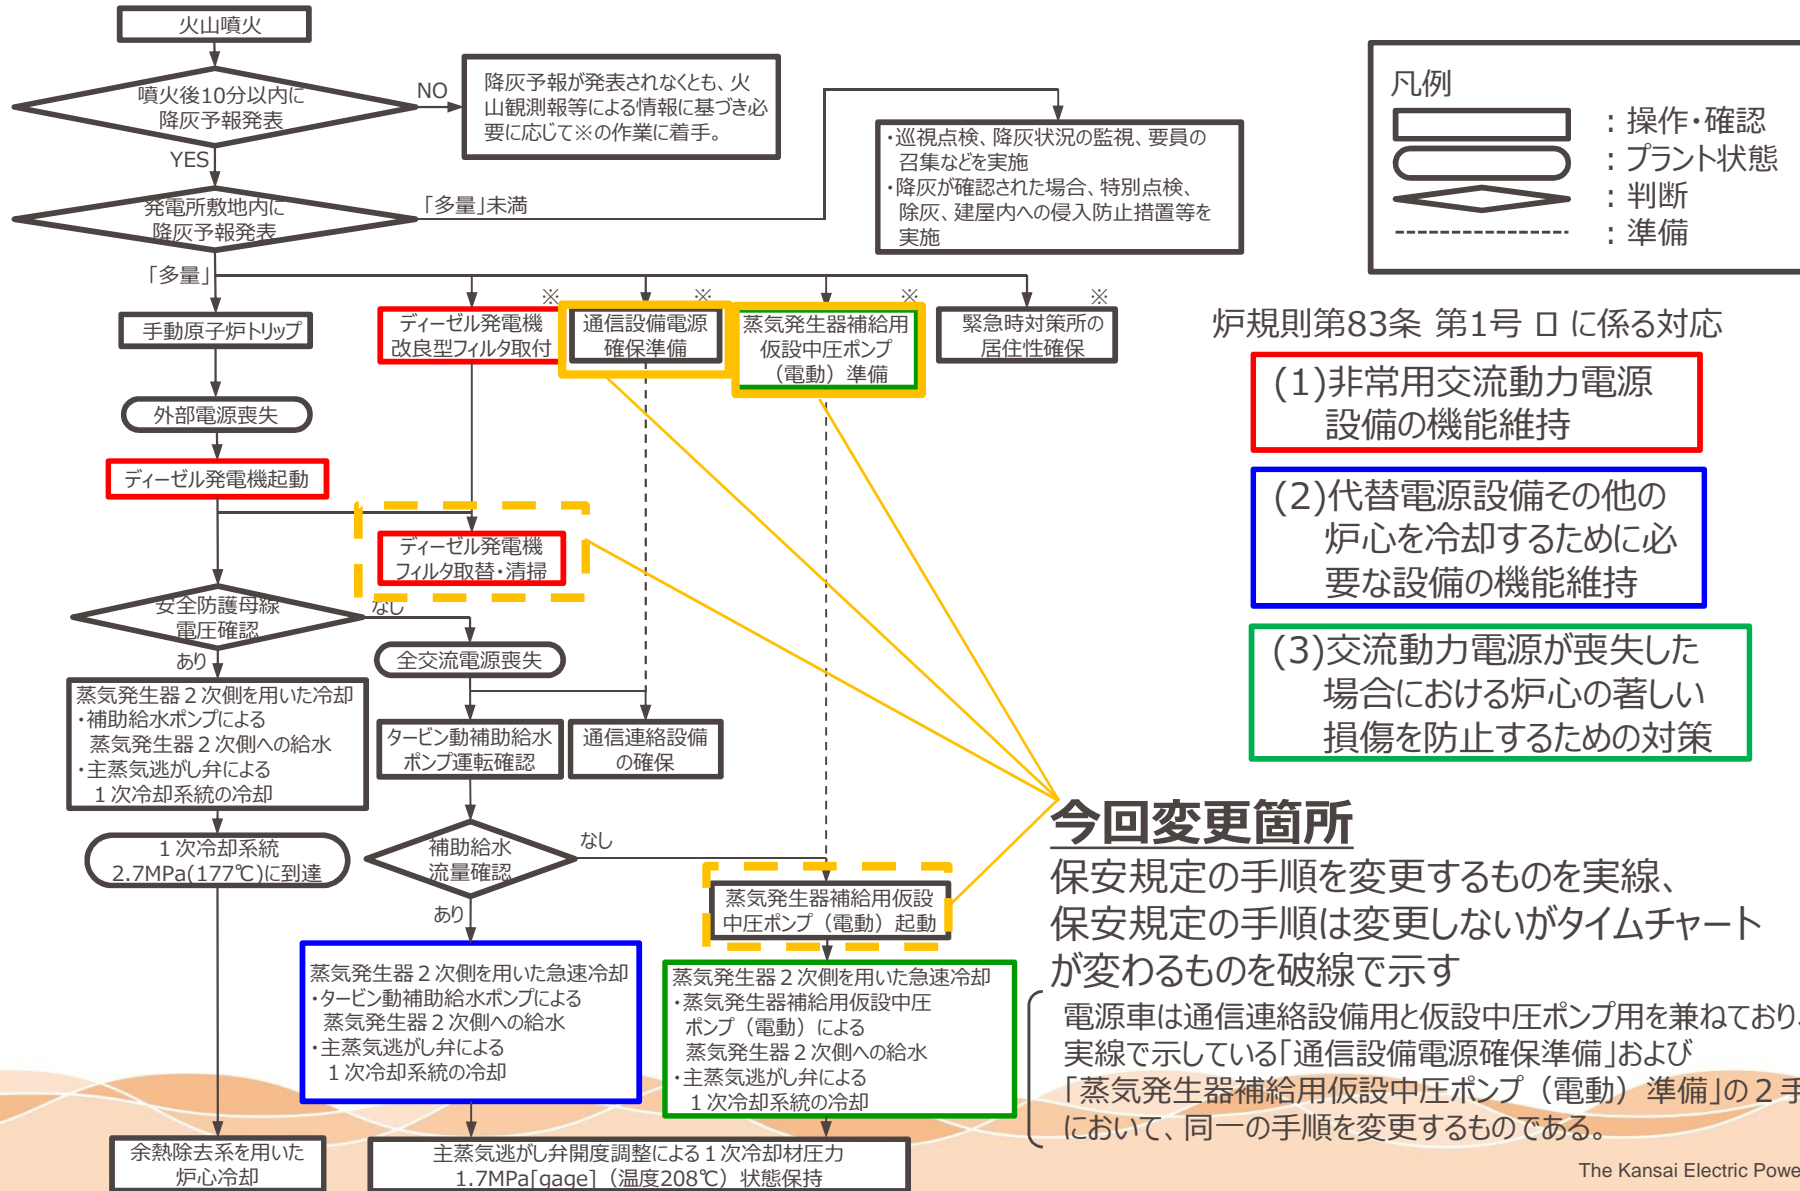 火山噴火
噴火後10分以内に
降灰予報発表
NO
降灰予報が発表されなくとも、火
山観測報等による情報に基づき必
要に応じて※の作業に着手。
YES
発電所敷地内に
降灰予報発表
「多量」未満
・巡視点検、降灰状況の監視、要員の
召集などを実施
・降灰が確認された場合、特別点検、
除灰、建屋内への侵入防止措置等を
実施
「多量」
手動原子炉トリップ
※
ディーゼル発電機
改良型フィルタ取付
※
通信設備電源
確保準備
※
蒸気発生器補給用
仮設中圧ポンプ
（電動）準備
※
緊急時対策所の
居住性確保
外部電源喪失
ディーゼル発電機起動
ディーゼル発電機
フィルタ取替・清掃
安全防護母線
電圧確認
なし
あり
全交流電源喪失
蒸気発生器２次側を用いた冷却
・補助給水ポンプによる
蒸気発生器２次側への給水
・主蒸気逃がし弁による
１次冷却系統の冷却
タービン動補助給水
ポンプ運転確認
通信連絡設備
の確保
１次冷却系統
2.7MPa(177℃)に到達
補助給水
流量確認
なし
あり
蒸気発生器補給用仮設
中圧ポンプ（電動）起動
蒸気発生器２次側を用いた急速冷却
・タービン動補助給水ポンプによる
蒸気発生器２次側への給水
・主蒸気逃がし弁による
１次冷却系統の冷却
蒸気発生器２次側を用いた急速冷却
・蒸気発生器補給用仮設中圧
ポンプ（電動）による
蒸気発生器２次側への給水
・主蒸気逃がし弁による
１次冷却系統の冷却
余熱除去系を用いた
炉心冷却
主蒸気逃がし弁開度調整による１次冷却材圧力
1.7MPa[gage]（温度208℃）状態保持
凡例
：操作・確認
：プラント状態
：判断
：準備
炉規則第83条 第1号 ロ に係る対応
(1)非常用交流動力電源
設備の機能維持
(2)代替電源設備その他の
炉心を冷却するために必
要な設備の機能維持
(3)交流動力電源が喪失した
場合における炉心の著しい
損傷を防止するための対策
今回変更箇所
保安規定の手順を変更するものを実線、
保安規定の手順は変更しないがタイムチャート
が変わるものを破線で示す
電源車は通信連絡設備用と仮設中圧ポンプ用を兼ねており、
実線で示している「通信設備電源確保準備」および
「蒸気発生器補給用仮設中圧ポンプ（電動）準備」の２手
において、同一の手順を変更するものである。
The Kansai Electric Powe